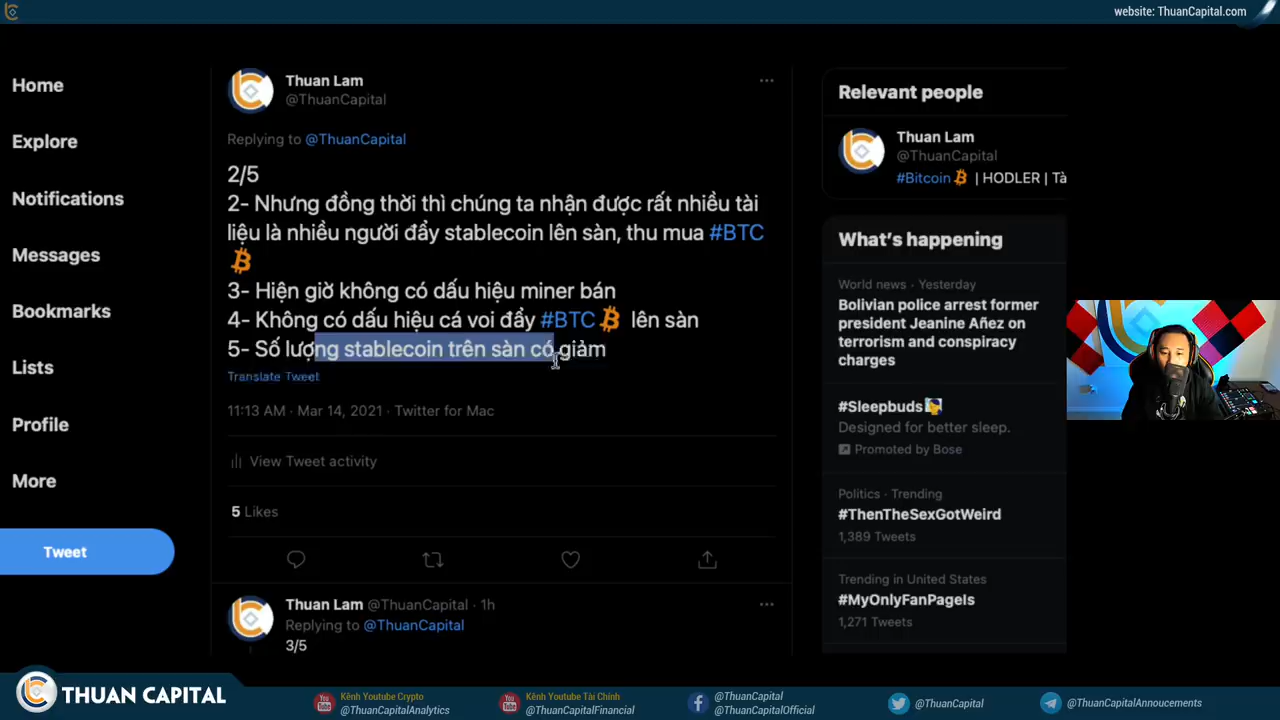 website: ThuanCapital.com
Home
Explore
Notifications
Messages
Bookmarks
Lists
Profile
More
Tweet
Thuan Lam
@ThuanCapital
Replying to @ThuanCapital
2/5
2- Nhưng đồng thời thì chúng ta nhận được rất nhiều tài
liệu là nhiều người đẩy stablecoin lên sàn, thu mua #BTC
3- Hiện giờ không có dấu hiệu miner bán
4- Không có dấu hiệu cá voi đẩy #BTC lên sàn
5- Số lượng stablecoin trên sàn có giảm
Translate Tweet
11:13 AM · Mar 14, 2021 · Twitter for Mac
View Tweet activity
5 Likes
Thuan Lam @ThuanCapital · 1h
Replying to @ThuanCapital
3/5
Relevant people
Thuan Lam
@ThuanCapital
#Bitcoin | HODLER | Tà
What's happening
World news · Yesterday
Bolivian police arrest former
president Jeanine Añez on
terrorism and conspiracy
charges
#Sleepbuds
Designed for better sleep.
Promoted by Bose
Politics · Trending
#ThenTheSexGotWeird
1,389 Tweets
Trending in United States
#MyOnlyFanPageIs
1,271 Tweets
THUAN CAPITAL
Kênh Youtube Crypto
@ThuanCapitalAnalytics
Kênh Youtube Tài Chính
@ThuanCapitalFinancial
@ThuanCapital
@ThuanCapitalOfficial
@ThuanCapital
@ThuanCapitalAnnoucements